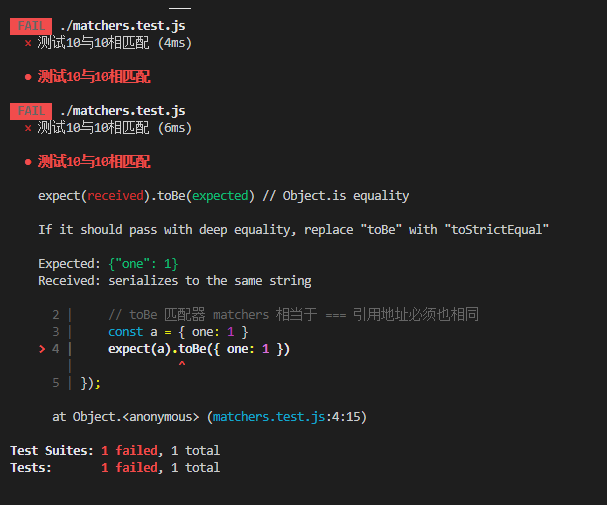 FAIL ./matchers.test.js
× 测试10与10相匹配 (4ms)
● 测试10与10相匹配
FAIL ./matchers.test.js
× 测试10与10相匹配 (6ms)
● 测试10与10相匹配
expect(received).toBe(expected) // Object.is equality
If it should pass with deep equality, replace "toBe" with "toStrictEqual"
Expected: {"one": 1}
Received: serializes to the same string
2 | // toBe 匹配器 matchers 相当于 === 引用地址必须也相同
3 | const a = { one: 1 }
> 4 | expect(a).toBe({ one: 1 })
| ^
5 | });
at Object.<anonymous> (matchers.test.js:4:15)
Test Suites: 1 failed, 1 total
Tests: 1 failed, 1 total